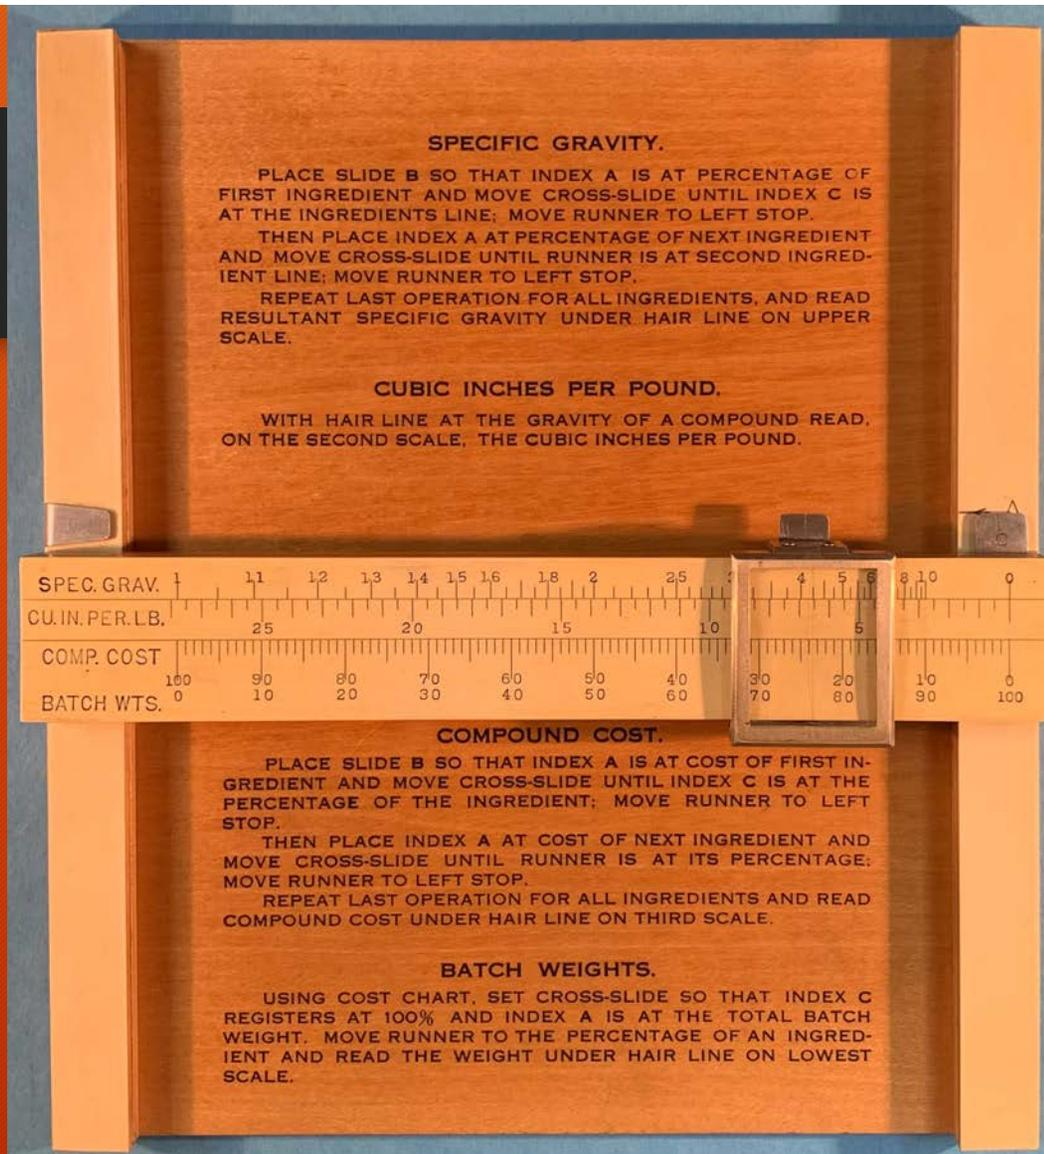 SPECIFIC GRAVITY.
PLACE SLIDE B SO THAT INDEX A IS AT PERCENTAGE OF
FIRST INGREDIENT AND MOVE CROSS-SLIDE UNTIL INDEX C IS
AT THE INGREDIENTS LINE; MOVE RUNNER TO LEFT STOP.
THEN PLACE INDEX A AT PERCENTAGE OF NEXT INGREDIENT
AND MOVE CROSS-SLIDE UNTIL RUNNER IS AT SECOND INGRED-
IENT LINE; MOVE RUNNER TO LEFT STOP.
REPEAT LAST OPERATION FOR ALL INGREDIENTS, AND READ
RESULTANT SPECIFIC GRAVITY UNDER HAIR LINE ON UPPER
SCALE.
CUBIC INCHES PER POUND.
WITH HAIR LINE AT THE GRAVITY OF A COMPOUND READ,
ON THE SECOND SCALE, THE CUBIC INCHES PER POUND.
A
C
SPEC. GRAV. 1 1.1 1.2 1.3 1.4 1.5 1.6 1.8 2 2.5 3 4 5 6 8 10 0
CU. IN. PER. LB. 25 20 15 10 5
COMP. COST 100 90 80 70 60 50 40 30 20 10 0
BATCH WTS. 0 10 20 30 40 50 60 70 80 90 100
COMPOUND COST.
PLACE SLIDE B SO THAT INDEX A IS AT COST OF FIRST IN-
GREDIENT AND MOVE CROSS-SLIDE UNTIL INDEX C IS AT THE
PERCENTAGE OF THE INGREDIENT; MOVE RUNNER TO LEFT
STOP.
THEN PLACE INDEX A AT COST OF NEXT INGREDIENT AND
MOVE CROSS-SLIDE UNTIL RUNNER IS AT ITS PERCENTAGE;
MOVE RUNNER TO LEFT STOP.
REPEAT LAST OPERATION FOR ALL INGREDIENTS AND READ
COMPOUND COST UNDER HAIR LINE ON THIRD SCALE.
BATCH WEIGHTS.
USING COST CHART, SET CROSS-SLIDE SO THAT INDEX C
REGISTERS AT 100% AND INDEX A IS AT THE TOTAL BATCH
WEIGHT. MOVE RUNNER TO THE PERCENTAGE OF AN INGRED-
IENT AND READ THE WEIGHT UNDER HAIR LINE ON LOWEST
SCALE.